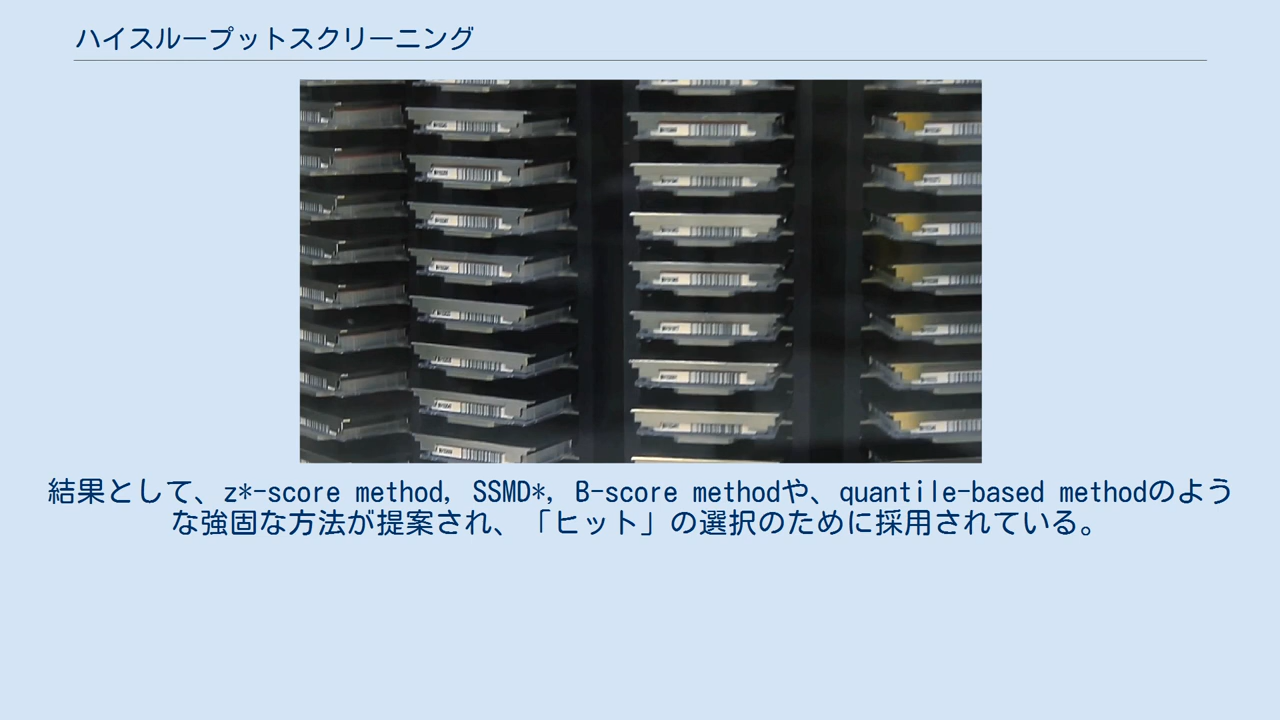 ハイスループットスクリーニング
結果として、z*-score method, SSMD*, B-score methodや、quantile-based methodのよう
な強固な方法が提案され、「ヒット」の選択のために採用されている。